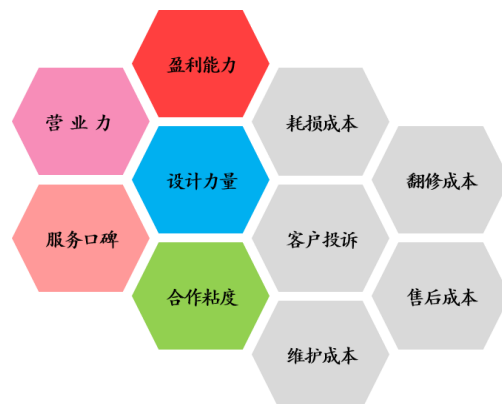 盈利能力
营业力
耗损成本
设计力量
翻修成本
服务口碑
客户投诉
合作粘度
售后成本
维护成本